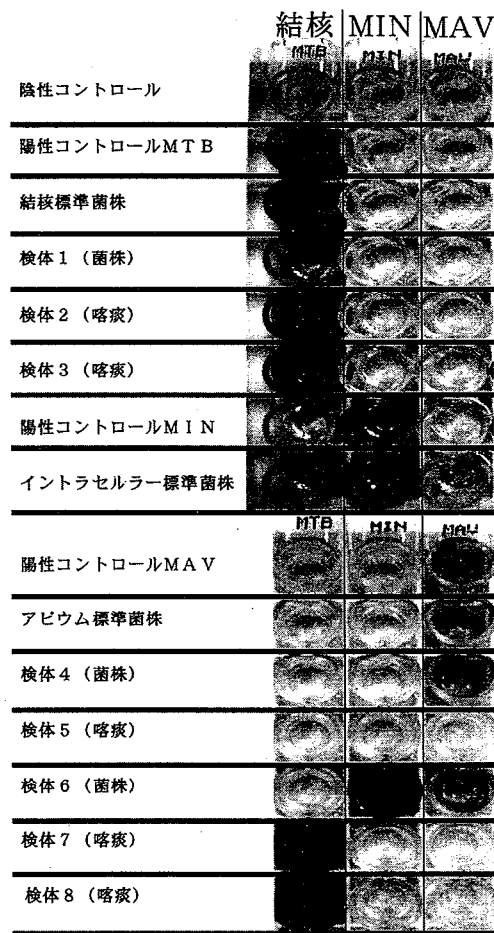 結核 MIN MAV
MTB MIN MAV
陰性コントロール
陽性コントロールMTB
結核標準菌株
検体1（菌株）
検体2（喀痰）
検体3（喀痰）
陽性コントロールMIN
イントラセルラー標準菌株
MTB MIN MAV
陽性コントロールMAV
アビウム標準菌株
検体4（菌株）
検体5（喀痰）
検体6（菌株）
検体7（喀痰）
検体8（喀痰）